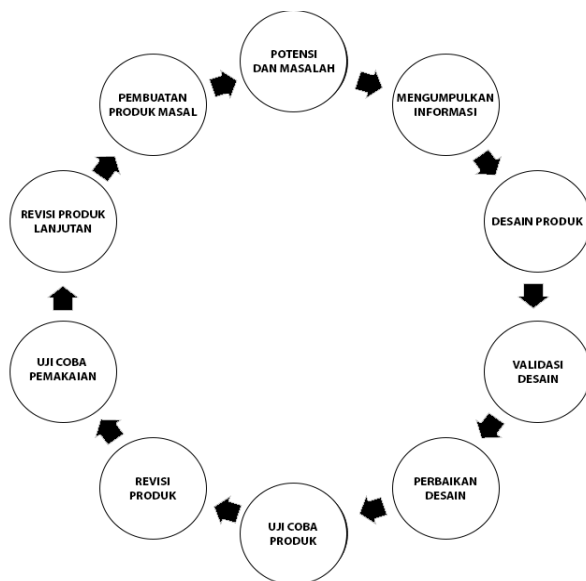 POTENSI
DAN MASALAH
MENGUMPULKAN
INFORMASI
DESAIN PRODUK
VALIDASI
DESAIN
PERBAIKAN
DESAIN
UJI COBA
PRODUK
REVISI
PRODUK
UJI COBA
PEMAKAIAN
REVISI PRODUK
LANJUTAN
PEMBUATAN
PRODUK MASAL